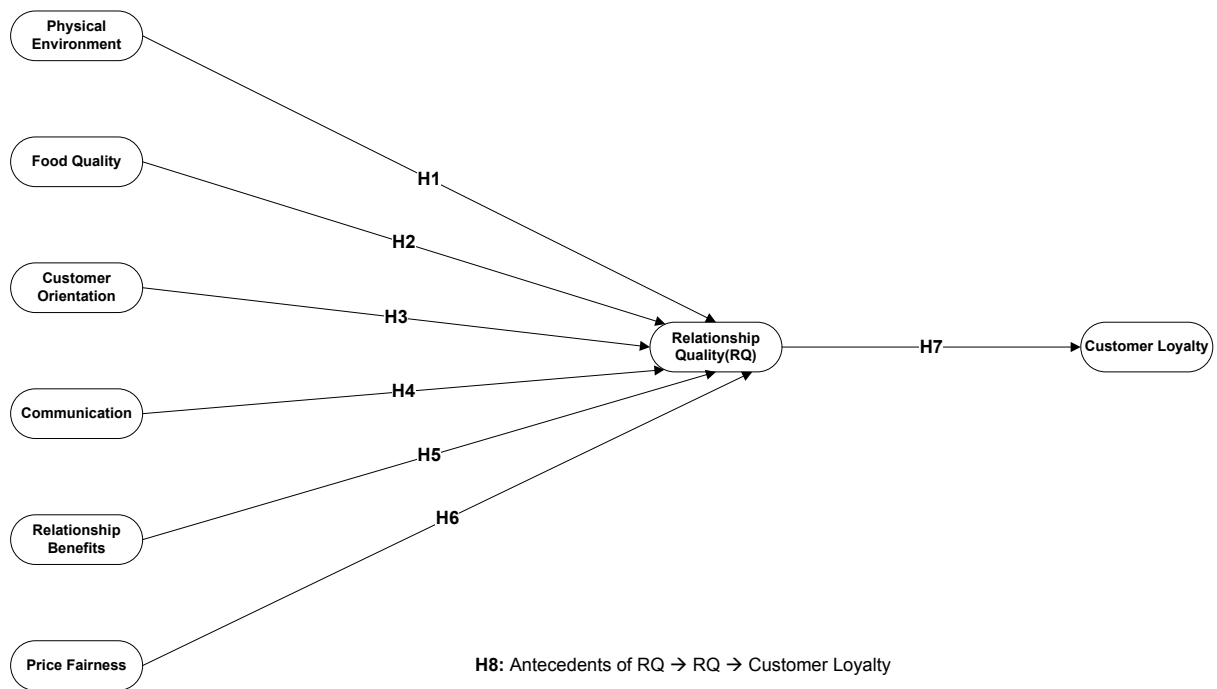 Physical
Environment
Food Quality
H1
H2
Customer
Orientation
H3
Relationship
Quality(RQ)
H7
Customer Loyalty
Communication
H4
H5
Relationship
Benefits
H6
Price Fairness
H8: Antecedents of RQ → RQ → Customer Loyalty